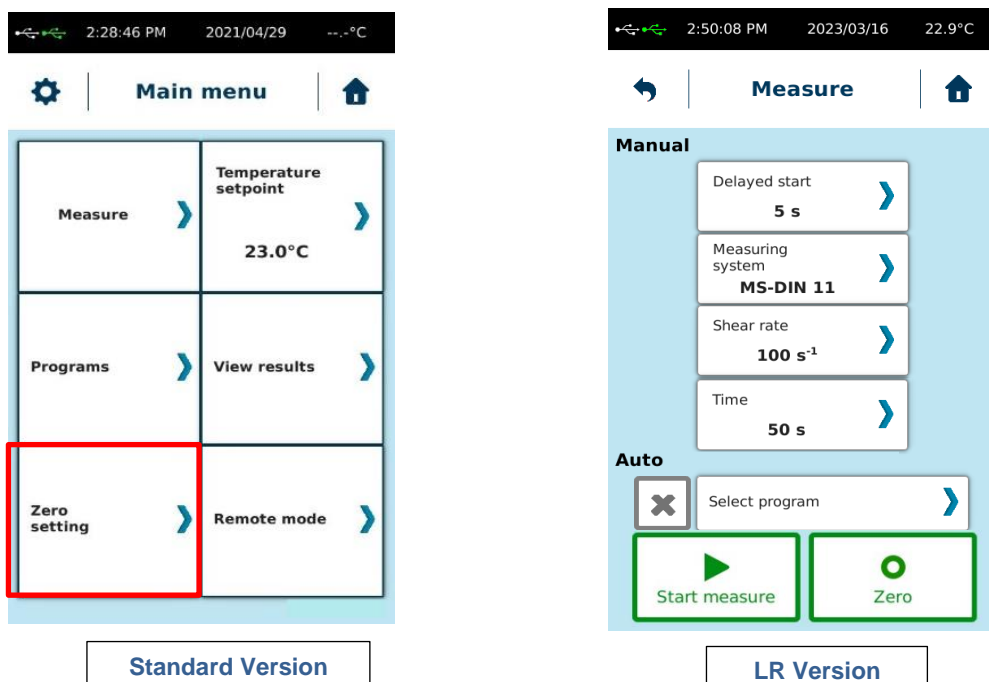 2:28:46 PM 2021/04/29 --.-°C
Main menu
Measure
Temperature
setpoint
23.0°C
Programs
View results
Zero
setting
Remote mode
Standard Version
2:50:08 PM 2023/03/16 22.9°C
Measure
Manual
Delayed start
5 s
Measuring
system
MS-DIN 11
Shear rate
100 s⁻¹
Time
50 s
Auto
Select program
Start measure
Zero
LR Version